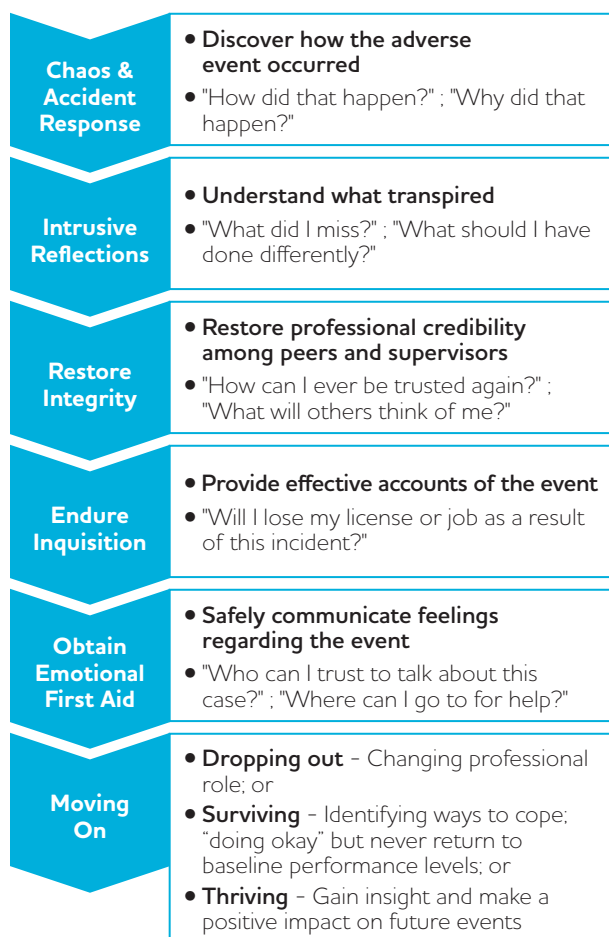 Chaos &
Accident
Response
• Discover how the adverse
event occurred
• "How did that happen?" ; "Why did that
happen?"
Intrusive
Reflections
• Understand what transpired
• "What did I miss?" ; "What should I have
done differently?"
Restore
Integrity
• Restore professional credibility
among peers and supervisors
• "How can I ever be trusted again?" ;
"What will others think of me?"
Endure
Inquisition
• Provide effective accounts of the event
• "Will I lose my license or job as a result
of this incident?"
Obtain
Emotional
First Aid
• Safely communicate feelings
regarding the event
• "Who can I trust to talk about this
case?" ; "Where can I go to for help?"
Moving
On
• Dropping out - Changing professional
role; or
• Surviving - Identifying ways to cope;
“doing okay” but never return to
baseline performance levels; or
• Thriving - Gain insight and make a
positive impact on future events